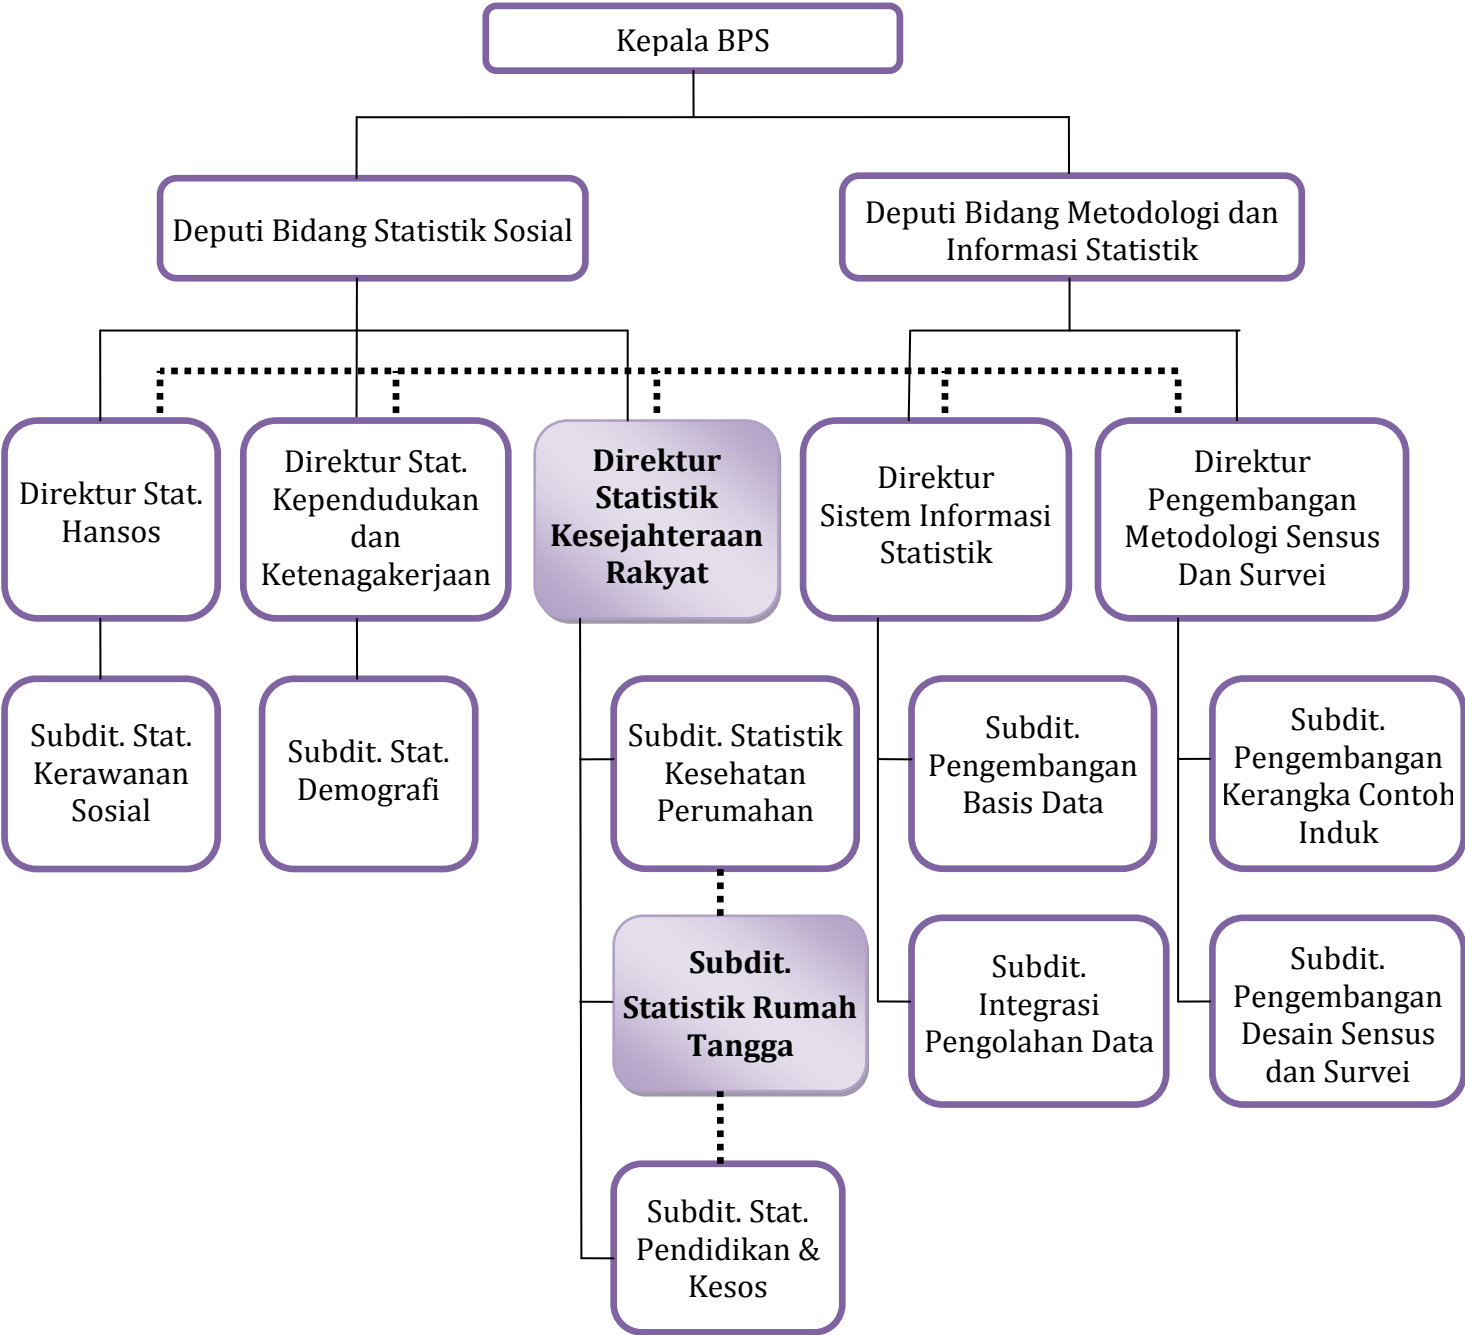 Kepala BPS
Deputi Bidang Statistik Sosial
Deputi Bidang Metodologi dan
Informasi Statistik
Direktur Stat.
Hansos
Direktur Stat.
Kependudukan
dan
Ketenagakerjaan
Direktur
Statistik
Kesejahteraan
Rakyat
Direktur
Sistem Informasi
Statistik
Direktur
Pengembangan
Metodologi Sensus
Dan Survei
Subdit. Stat.
Kerawanan
Sosial
Subdit. Stat.
Demografi
Subdit. Statistik
Kesehatan
Perumahan
Subdit.
Pengembangan
Basis Data
Subdit.
Pengembangan
Kerangka Contoh
Induk
Subdit.
Statistik Rumah
Tangga
Subdit.
Integrasi
Pengolahan Data
Subdit.
Pengembangan
Desain Sensus
dan Survei
Subdit. Stat.
Pendidikan &
Kesos